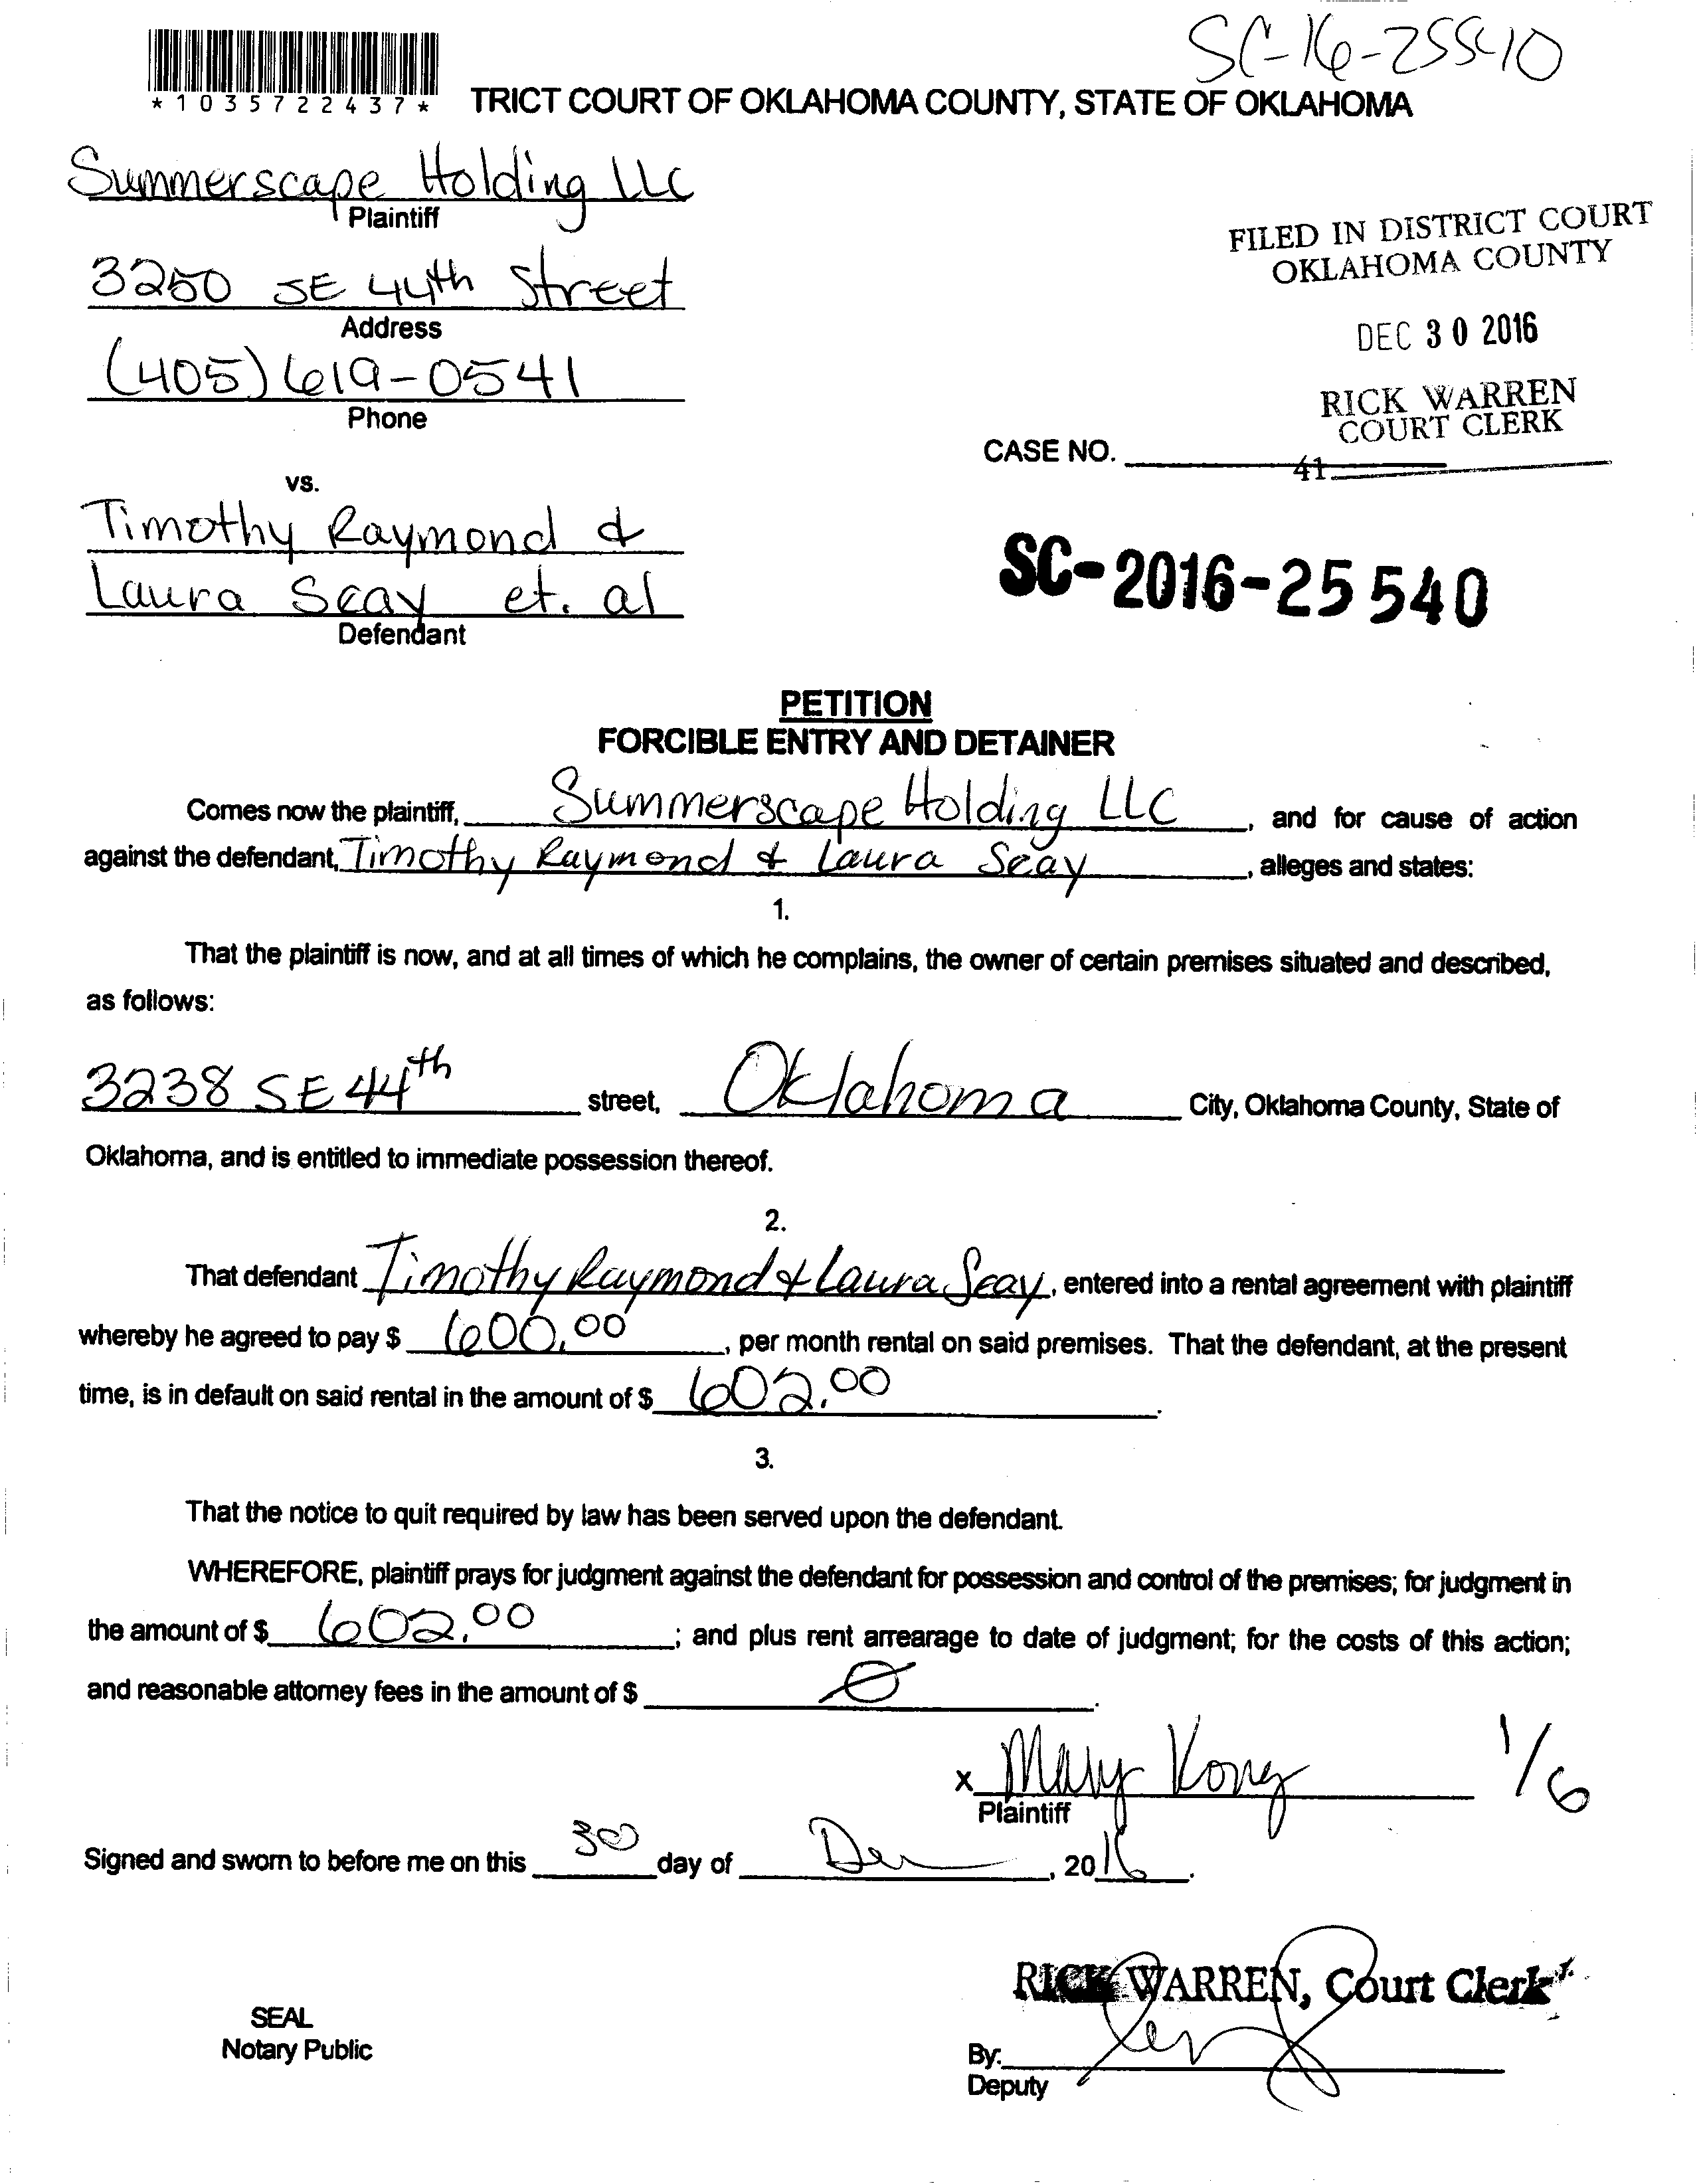 SC-16-25540
*1035722437*
TRICT COURT OF OKLAHOMA COUNTY, STATE OF OKLAHOMA
Summerscape Holding LLC
Plaintiff
3250 SE 44th Street
Address
(405) 619-0541
Phone
FILED IN DISTRICT COURT
OKLAHOMA COUNTY
DEC 30 2016
RICK WARREN
COURT CLERK
CASE NO.
41
vs.
Timothy Raymond &
Laura Seay et. al
Defendant
SC-2016-25540
PETITION
FORCIBLE ENTRY AND DETAINER
Comes now the plaintiff, Summerscape Holding LLC, and for cause of action
against the defendant, Timothy Raymond & Laura Seay, alleges and states:
1.
That the plaintiff is now, and at all times of which he complains, the owner of certain premises situated and described,
as follows:
3238 SE 44th street, Oklahoma City, Oklahoma County, State of
Oklahoma, and is entitled to immediate possession thereof.
2.
That defendant Timothy Raymond & Laura Seay, entered into a rental agreement with plaintiff
whereby he agreed to pay $ 600.00, per month rental on said premises. That the defendant, at the present
time, is in default on said rental in the amount of $ 602.00.
3.
That the notice to quit required by law has been served upon the defendant.
WHEREFORE, plaintiff prays for judgment against the defendant for possession and control of the premises; for judgment in
the amount of $ 602.00; and plus rent arrearage to date of judgment; for the costs of this action;
and reasonable attorney fees in the amount of $ Ø.
x Mary Kong 1/6
Plaintiff
Signed and sworn to before me on this 30 day of Dec, 2016.
RICK WARREN, Court Clerk
SEAL
Notary Public
By:
Deputy